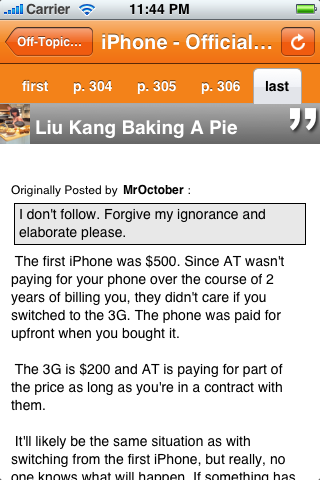 Carrier 11:44 PM
Off-Topic... iPhone - Official...
first p. 304 p. 305 p. 306 last
Liu Kang Baking A Pie
Originally Posted by MrOctober :
I don't follow. Forgive my ignorance and
elaborate please.
The first iPhone was $500. Since AT wasn't
paying for your phone over the course of 2
years of billing you, they didn't care if you
switched to the 3G. The phone was paid for
upfront when you bought it.
The 3G is $200 and AT is paying for part of
the price as long as you're in a contract with
them.
It'll likely be the same situation as with
switching from the first iPhone, but really, no
one knows what will happen. If something has